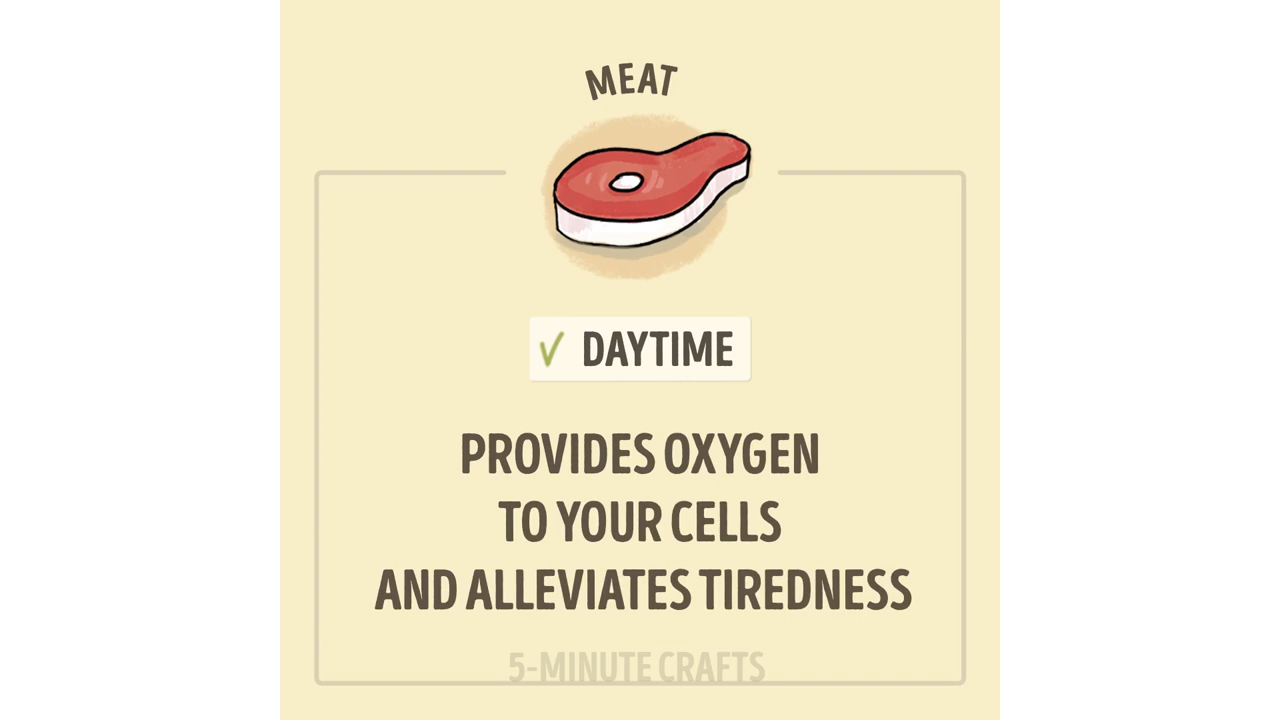 MEAT
✓ DAYTIME
PROVIDES OXYGEN
TO YOUR CELLS
AND ALLEVIATES TIREDNESS
5-MINUTE CRAFTS